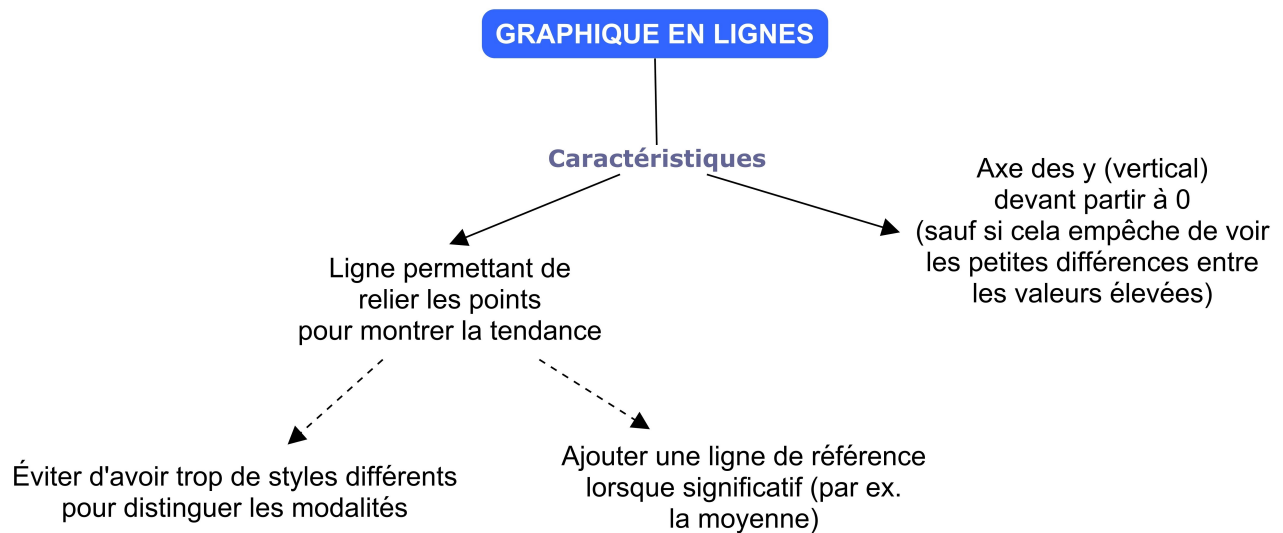 GRAPHIQUE EN LIGNES
Caractéristiques
Axe des y (vertical)
devant partir à 0
(sauf si cela empêche de voir
les petites différences entre
les valeurs élevées)
Ligne permettant de
relier les points
pour montrer la tendance
Éviter d'avoir trop de styles différents
pour distinguer les modalités
Ajouter une ligne de référence
lorsque significatif (par ex.
la moyenne)